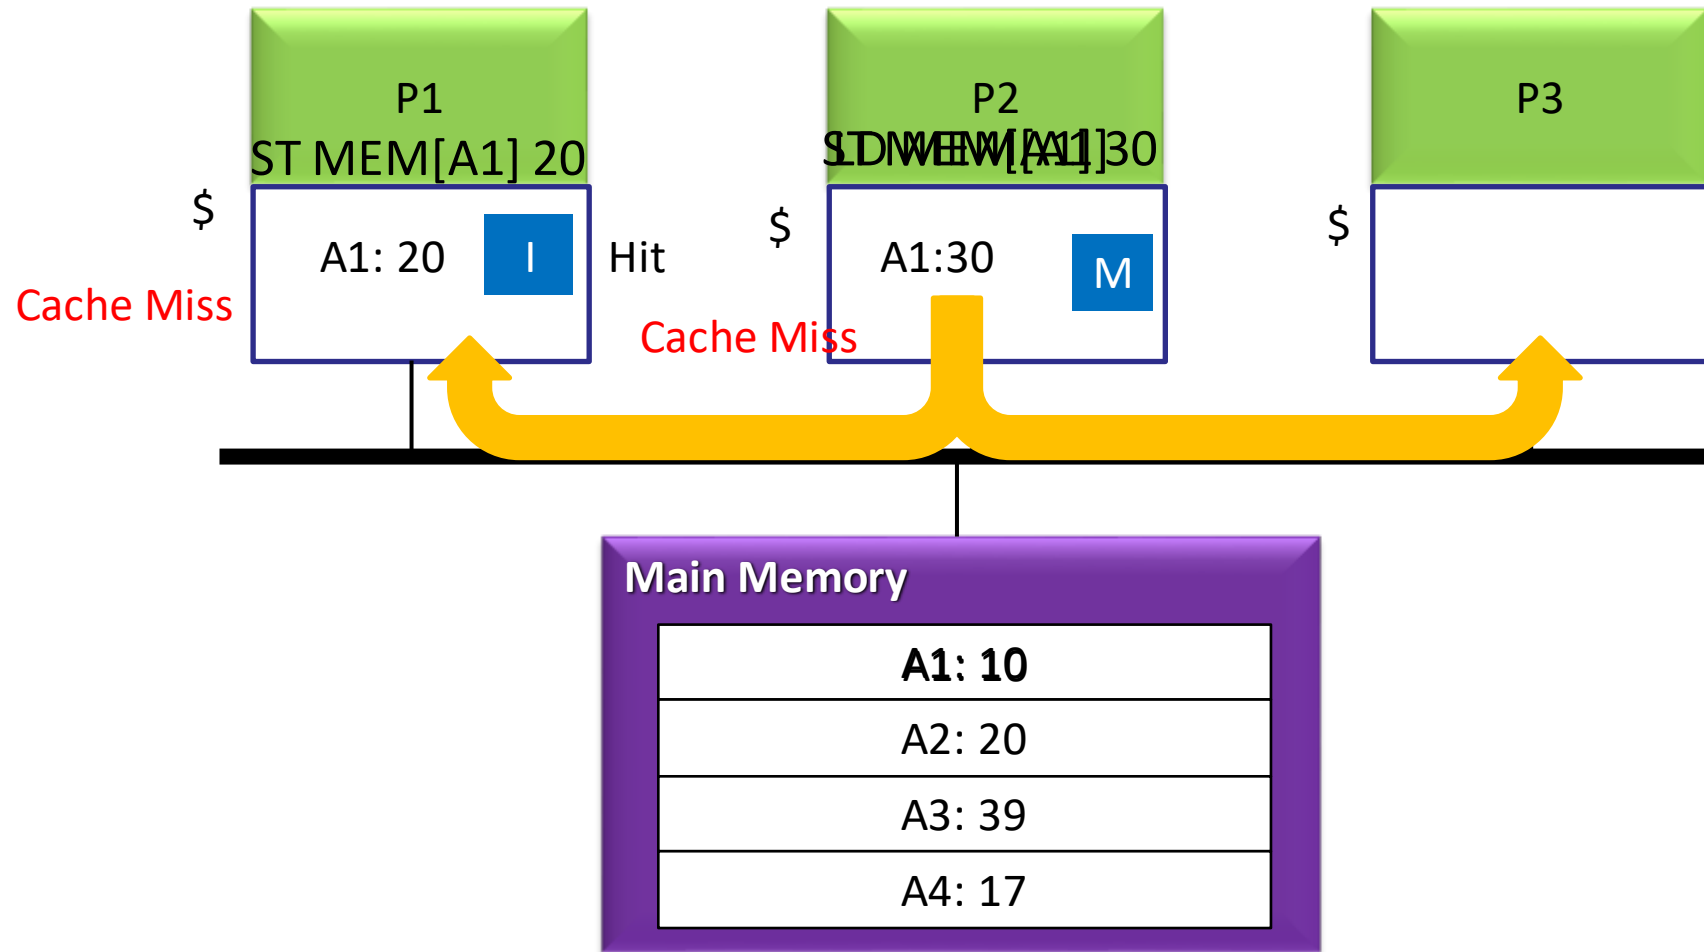 P1
ST MEM[A1] 20
P2
P3
$
A1: 20
I
Hit
$
A1:30
M
$
Cache Miss
Cache Miss
Main Memory
A1: 10
A2: 20
A3: 39
A4: 17